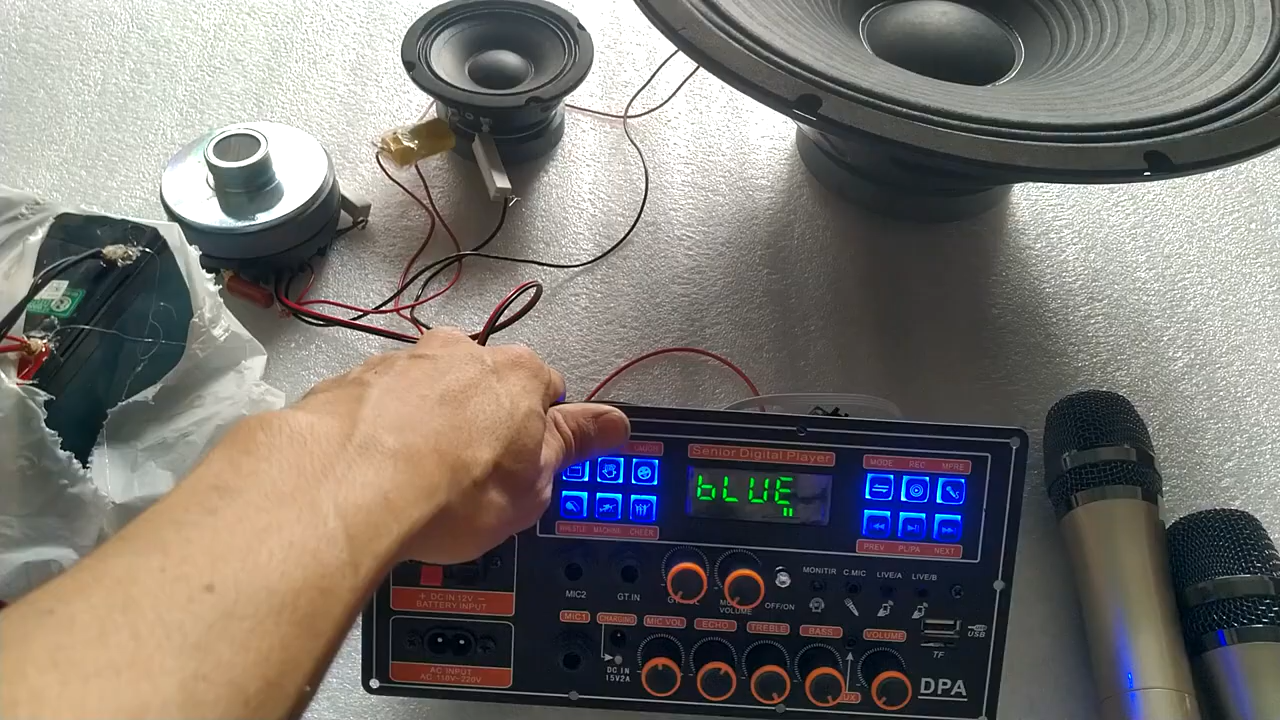 Senior Digital Player
bLUE
MODE REC MPRE
PREV PL/PA NEXT
WHISTLE MACHINE CHEER
+ DC IN 12V −
BATTERY INPUT
AC INPUT
AC 110V~220V
MIC2
GT.IN
VOLUME
OFF/ON
MONITIR
C.MIC
LIVE/A
LIVE/B
MIC1
CHARGING
MIC VOL
ECHO
TREBLE
BASS
VOLUME
DC IN
15V2A
USB
TF
DPA